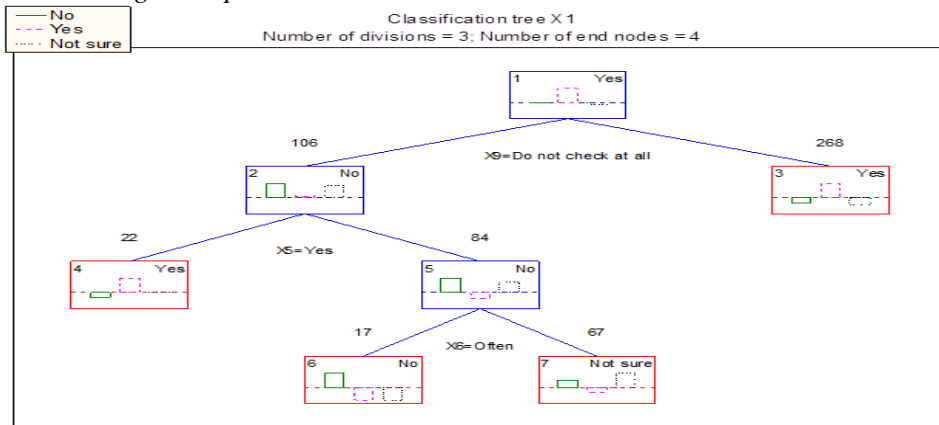 No
Yes
Not sure
Classification tree X 1
Number of divisions = 3; Number of end nodes = 4
1 Yes
106
X9=Do not check at all
268
2 No
3 Yes
22
X5=Yes
84
4 Yes
5 No
17
X6=Often
67
6 No
7 Not sure